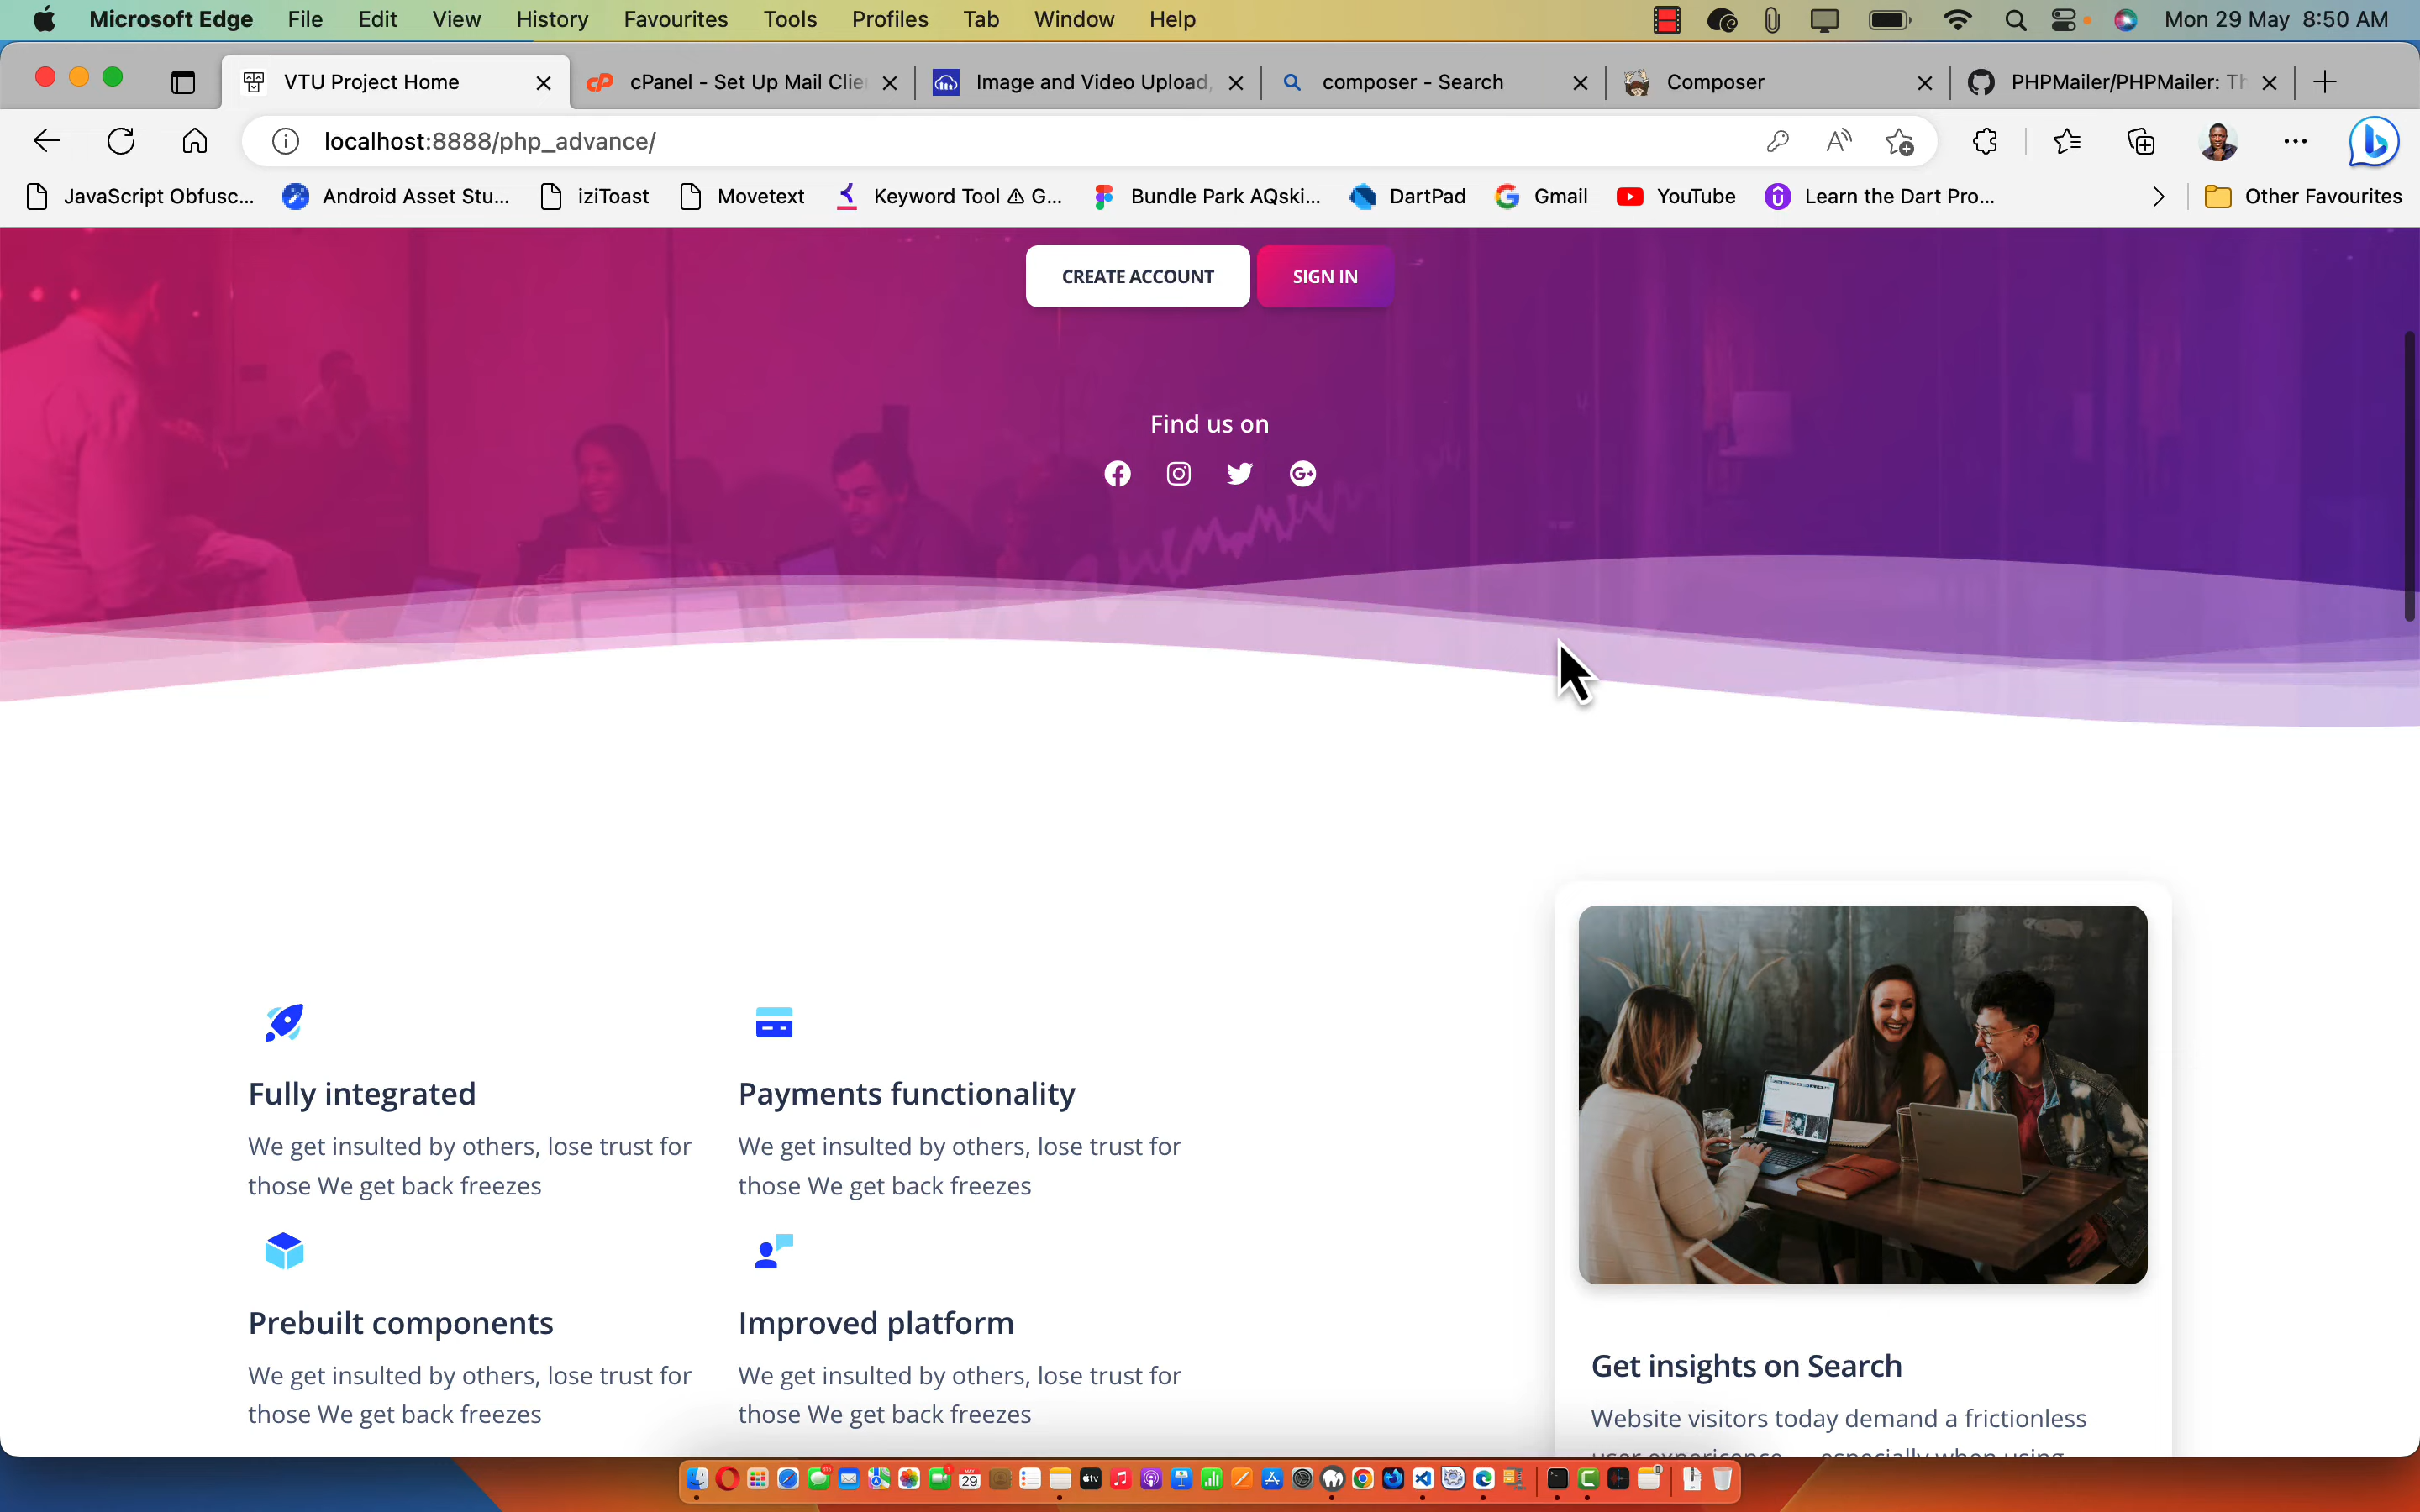 Microsoft Edge File Edit View History Favourites Tools Profiles Tab Window Help Mon 29 May 8:50 AM
VTU Project Home cPanel - Set Up Mail Clie Image and Video Upload, composer - Search Composer PHPMailer/PHPMailer: Th
localhost:8888/php_advance/
JavaScript Obfusc... Android Asset Stu... iziToast Movetext Keyword Tool ⚠ G... Bundle Park AQski... DartPad Gmail YouTube Learn the Dart Pro... Other Favourites
CREATE ACCOUNT SIGN IN
Find us on
Fully integrated
We get insulted by others, lose trust for
those We get back freezes
Payments functionality
We get insulted by others, lose trust for
those We get back freezes
Prebuilt components
We get insulted by others, lose trust for
those We get back freezes
Improved platform
We get insulted by others, lose trust for
those We get back freezes
Get insights on Search
Website visitors today demand a frictionless
user expericence — especially when using